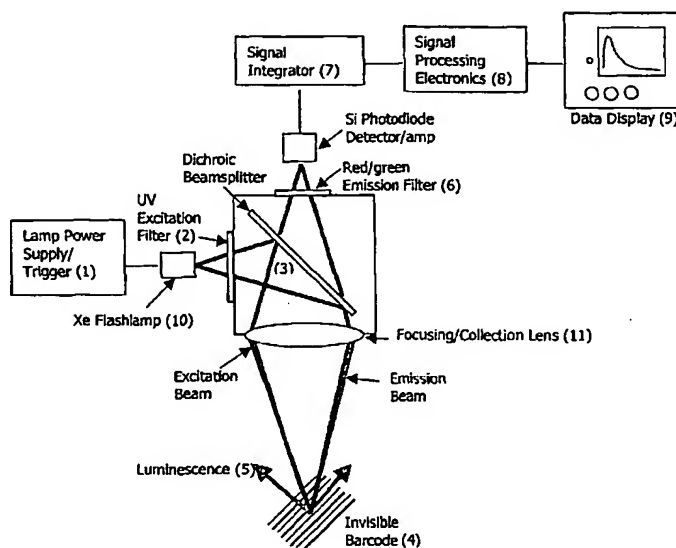 Signal
Integrator (7)
Signal
Processing
Electronics (8)
Data Display (9)
Si Photodiode
Detector/amp
Dichroic
Beamsplitter
Red/green
Emission Filter (6)
UV
Excitation
Filter (2)
Lamp Power
Supply/
Trigger (1)
(3)
Xe Flashlamp (10)
Focusing/Collection Lens (11)
Excitation
Beam
Emission
Beam
Luminescence (5)
Invisible
Barcode (4)